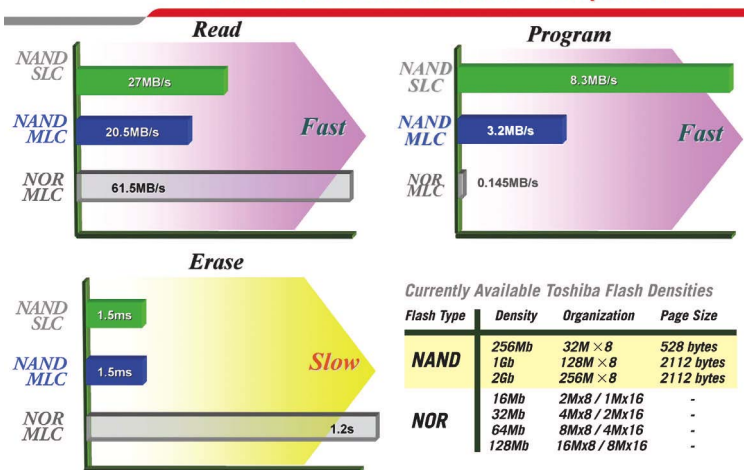 Read
NAND
SLC
27MB/s
NAND
MLC
20.5MB/s
Fast
NOR
MLC
61.5MB/s
Program
NAND
SLC
8.3MB/s
NAND
MLC
3.2MB/s
Fast
NOR
MLC
0.145MB/s
Erase
NAND
SLC
1.5ms
NAND
MLC
1.5ms
Slow
NOR
MLC
1.2s
Currently Available Toshiba Flash Densities
Flash Type Density Organization Page Size
NAND
256Mb 32M ×8 528 bytes
1Gb 128M ×8 2112 bytes
2Gb 256M ×8 2112 bytes
NOR
16Mb 2Mx8 / 1Mx16 -
32Mb 4Mx8 / 2Mx16 -
64Mb 8Mx8 / 4Mx16 -
128Mb 16Mx8 / 8Mx16 -